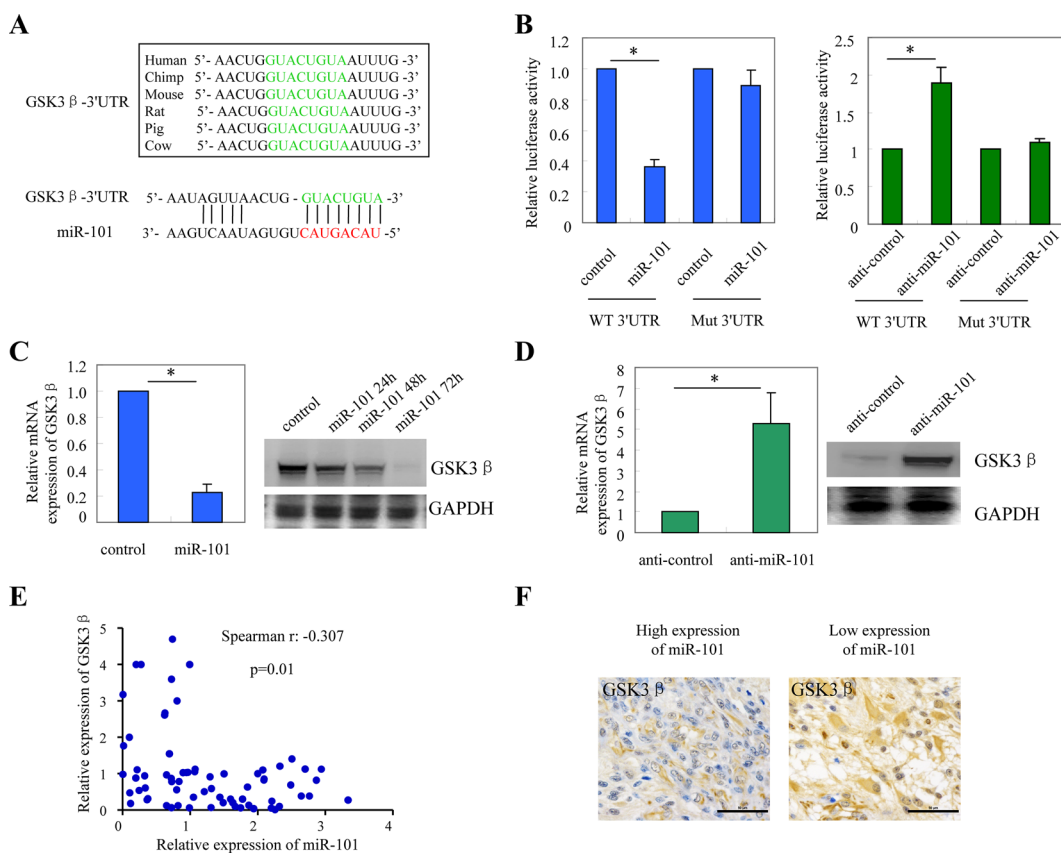 A
GSK3 β -3'UTR
Human 5'- AACUGGUACUGUAAUUUG -3'
Chimp 5'- AACUGGUACUGUAAUUUG -3'
Mouse 5'- AACUGGUACUGUAAUUUG -3'
Rat 5'- AACUGGUACUGUAAUUUG -3'
Pig 5'- AACUGGUACUGUAAUUUG -3'
Cow 5'- AACUGGUACUGUAAUUUG -3'
GSK3 β -3'UTR 5'- AAUAGUUAACUG - GUACUGUA -3'
miR-101 3'- AAGUCAAUAGUGUCAUGACAU -5'
B
Relative luciferase activity
1.2
1.0
0.8
0.6
0.4
0.2
0
*
control
miR-101
control
miR-101
WT 3'UTR
Mut 3'UTR
Relative luciferase activity
2.5
2
1.5
1
0.5
0
*
anti-control
anti-miR-101
anti-control
anti-miR-101
WT 3'UTR
Mut 3'UTR
C
Relative mRNA
expression of GSK3 β
1.2
1.0
0.8
0.6
0.4
0.2
0
*
control
miR-101
control
miR-101 24h
miR-101 48h
miR-101 72h
GSK3 β
GAPDH
D
Relative mRNA
expression of GSK3 β
8
7
6
5
4
3
2
1
0
*
anti-control
anti-miR-101
anti-control
anti-miR-101
GSK3 β
GAPDH
E
Relative expression of GSK3 β
5
4
3
2
1
0
Spearman r: -0.307
p=0.01
0 1 2 3 4
Relative expression of miR-101
F
High expression
of miR-101
Low expression
of miR-101
GSK3 β
GSK3 β